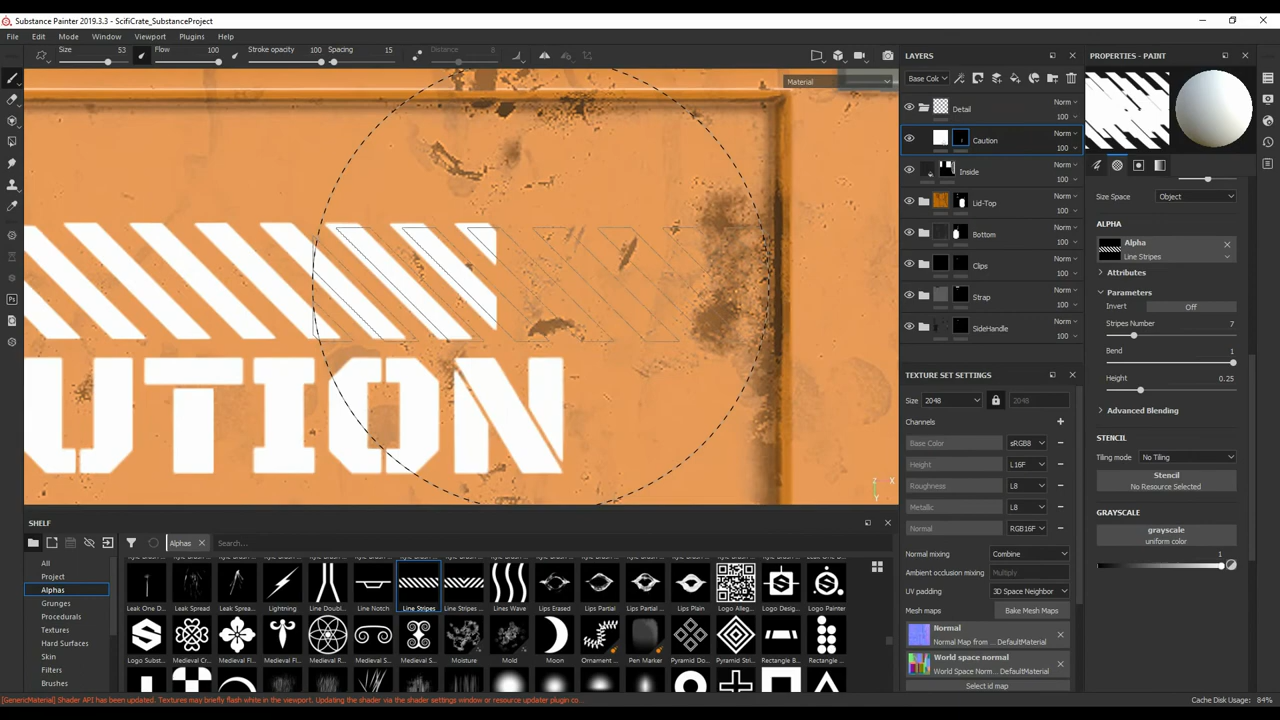 Substance Painter 2019.3.3 - ScifiCrate_SubstanceProject
File Edit Mode Window Viewport Plugins Help
Size 53 Flow 100 Stroke opacity 100 Spacing 15 Distance 8
Material
UTION
LAYERS
Base Colo
Detail Norm 100
Caution Norm 100
Inside Norm 100
Lid-Top Norm 100
Bottom Norm 100
Clips Norm 100
Strap Norm 100
SideHandle Norm 100
TEXTURE SET SETTINGS
Size 2048 2048
Channels
Base Color sRGB8
Height L16F
Roughness L8
Metallic L8
Normal RGB16F
Normal mixing Combine
Ambient occlusion mixing Multiply
UV padding 3D Space Neighbor
Mesh maps Bake Mesh Maps
Normal
Normal Map from ... DefaultMaterial
World space normal
World Space Norm... DefaultMaterial
Select id map
PROPERTIES - PAINT
Size Space Object
ALPHA
Alpha
Line Stripes
Attributes
Parameters
Invert Off
Stripes Number 7
Bend 1
Height 0.25
Advanced Blending
STENCIL
Tiling mode No Tiling
Stencil
No Resource Selected
GRAYSCALE
grayscale
uniform color
1
SHELF
Alphas Search...
All
Project
Alphas
Grunges
Procedurals
Textures
Hard Surfaces
Skin
Filters
Brushes
Leak One D... Leak Spread Leak Sprea... Lightning Line Doubl... Line Notch Line Stripes Line Stripes ... Lines Wave Lips Erased Lips Partial Lips Partial ... Lips Plain Logo Alleg... Logo Desig... Logo Painter
Logo Subst... Medieval Cr... Medieval Fl... Medieval Fl... Medieval R... Medieval S... Medieval S... Moisture Mold Moon Ornament ... Pen Marker Pyramid Do... Pyramid Stri... Rectangle B... Rectangle ...
[GenericMaterial] Shader API has been updated. Textures may briefly flash white in the viewport. Updating the shader via the shader settings window or resource updater plugin co...
Cache Disk Usage: 84%
Z X
Y